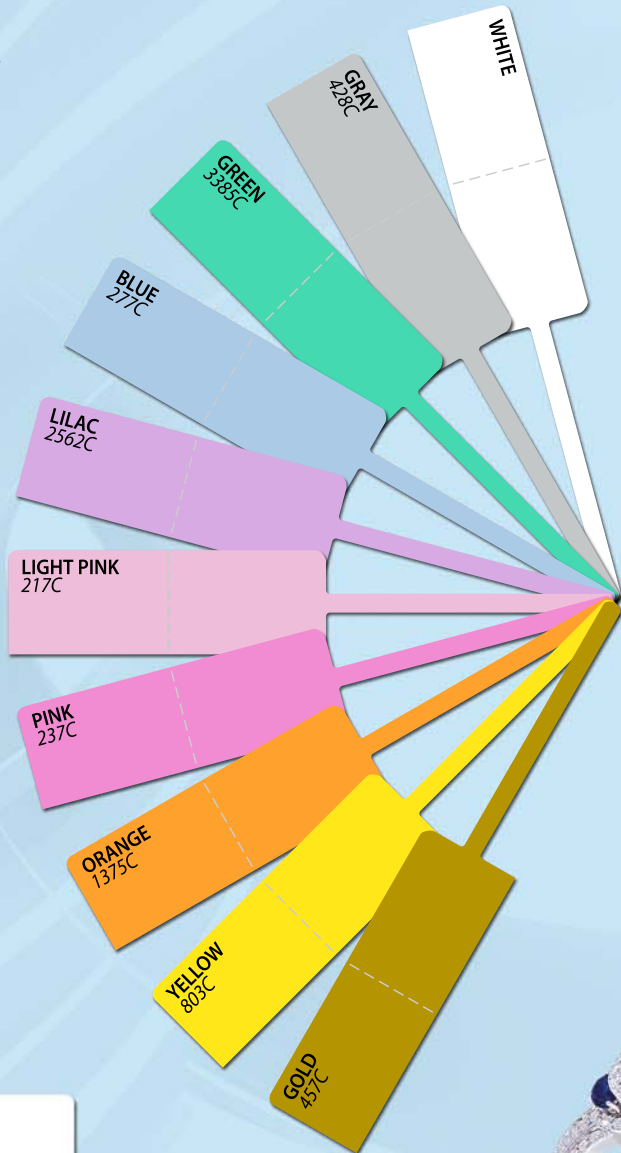 WHITE
GRAY
428C
GREEN
3385C
BLUE
277C
LILAC
2562C
LIGHT PINK
217C
PINK
237C
ORANGE
1375C
YELLOW
803C
GOLD
457C